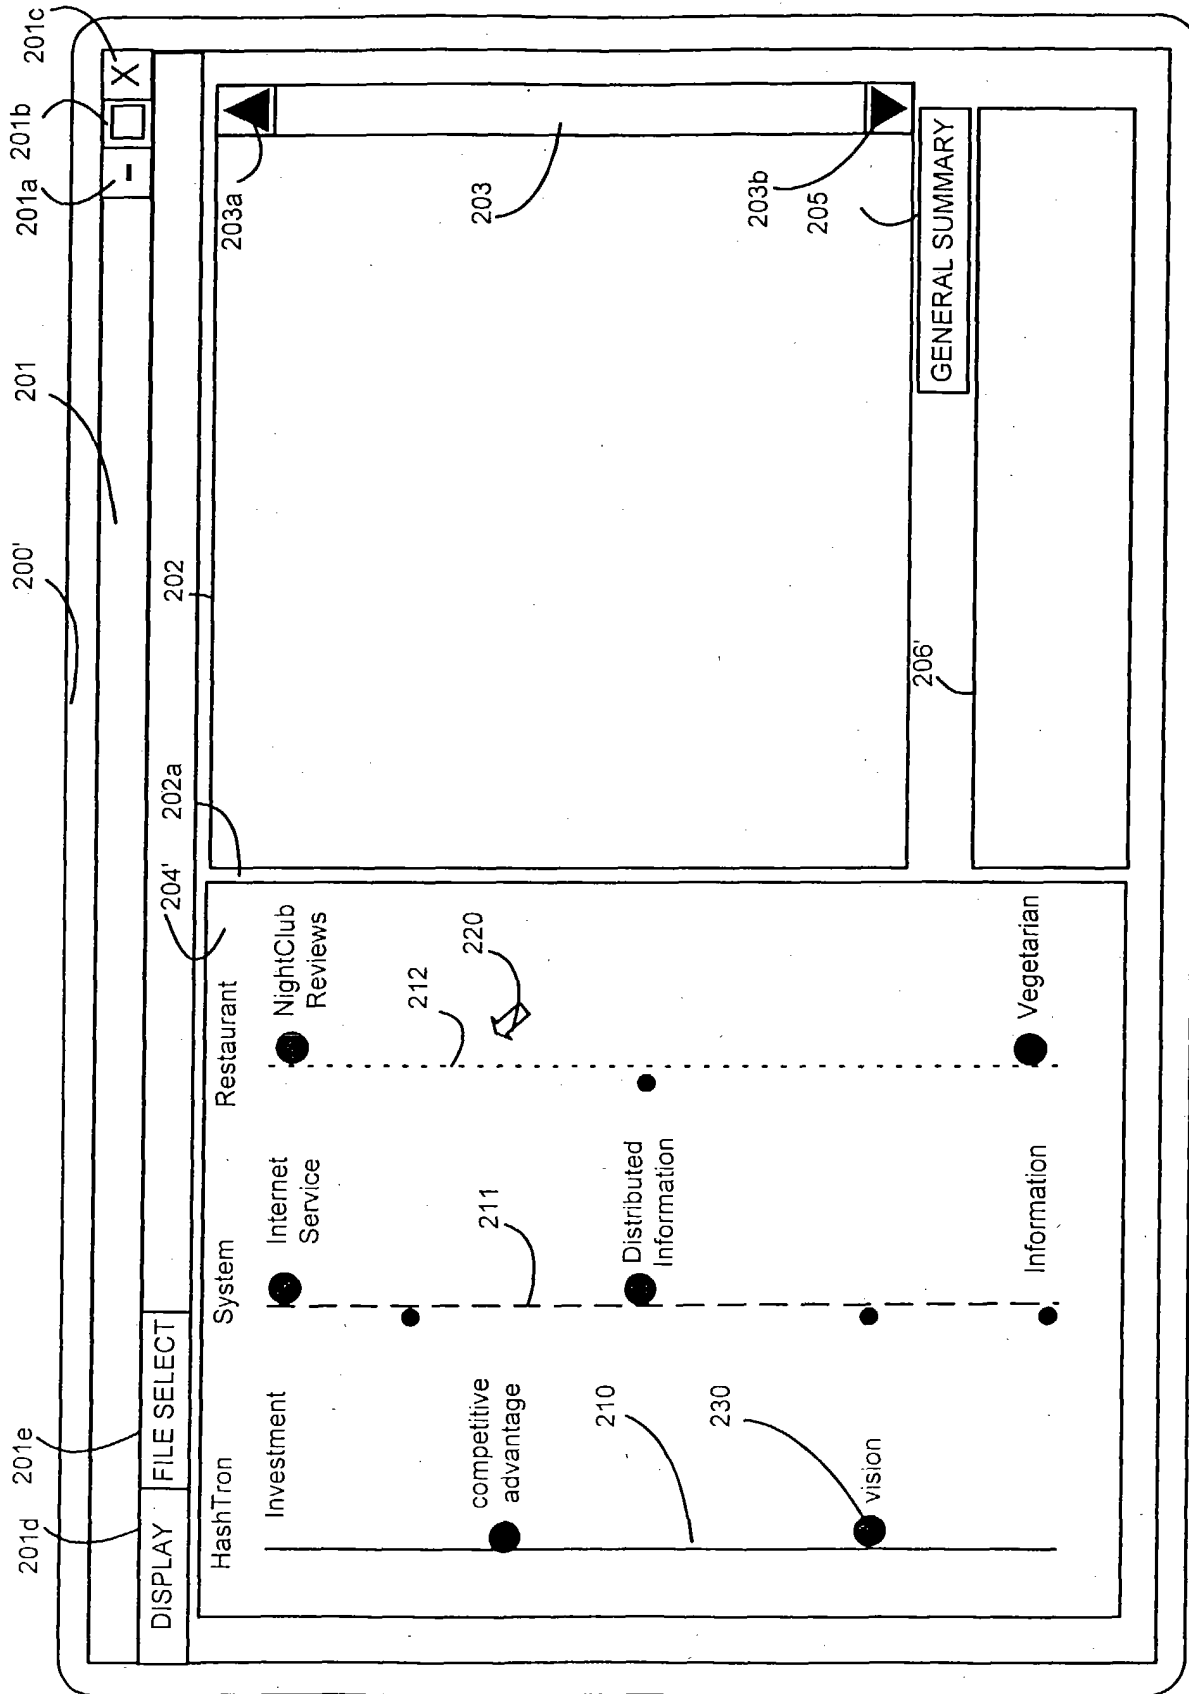 200'
201
201a
201b
201c
201d
201e
DISPLAY
FILE SELECT
202
204'
202a
HashTron
System
Restaurant
203a
Investment
Internet
Service
NightClub
Reviews
212
220
203
competitive
advantage
211
210
Distributed
Information
203b
230
205
vision
Information
Vegetarian
206'
GENERAL SUMMARY